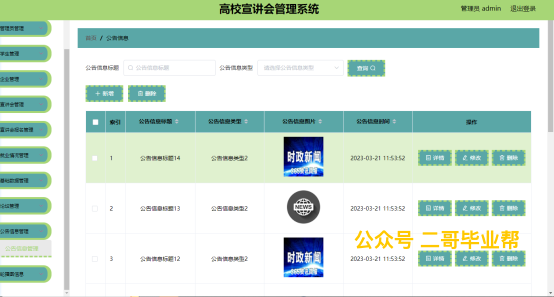 高校宣讲会管理系统
管理员 admin 退出登录
管理员管理
学生管理
企业管理
宣讲会管理
宣讲会报名管理
就业情况管理
基础数据管理
论坛管理
公告信息管理
公告信息管理
轮播图信息
首页 / 公告信息
公告信息标题 公告信息标题 公告信息类型 请选择公告信息类型 查询
+ 新增 删除
索引 公告信息标题 公告信息类型 公告信息图片 公告信息时间 操作
1 公告信息标题14 公告信息类型2 时政新闻 2023-03-21 11:53:52 详情 修改 删除
2 公告信息标题13 公告信息类型2 NEWS 2023-03-21 11:53:52 详情 修改 删除
3 公告信息标题12 公告信息类型2 时政新闻 2023-03-21 11:53:52 详情 修改 删除
公众号 二哥毕业帮